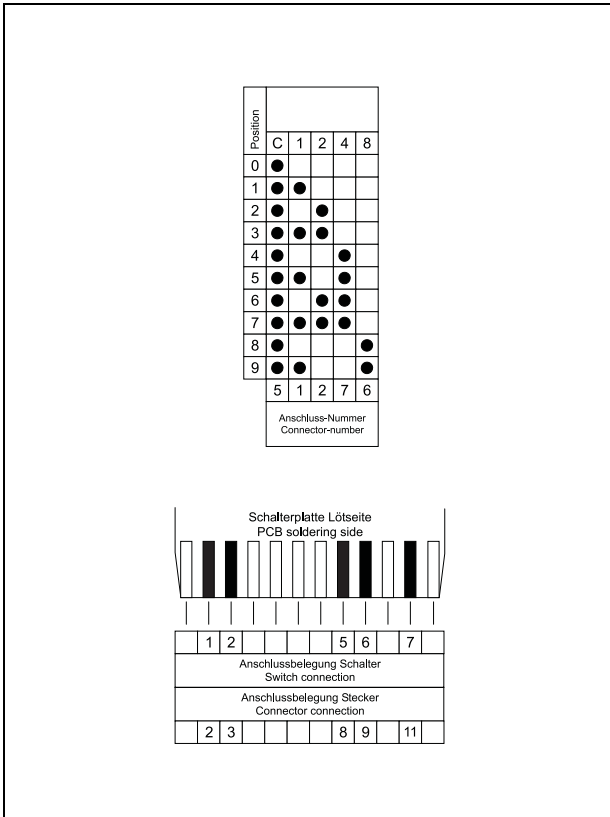 Position
C 1 2 4 8
0
1
2
3
4
5
6
7
8
9
5 1 2 7 6
Anschluss-Nummer
Connector-number
Schalterplatte Lötseite
PCB soldering side
1 2 5 6 7
Anschlussbelegung Schalter
Switch connection
Anschlussbelegung Stecker
Connector connection
2 3 8 9 11